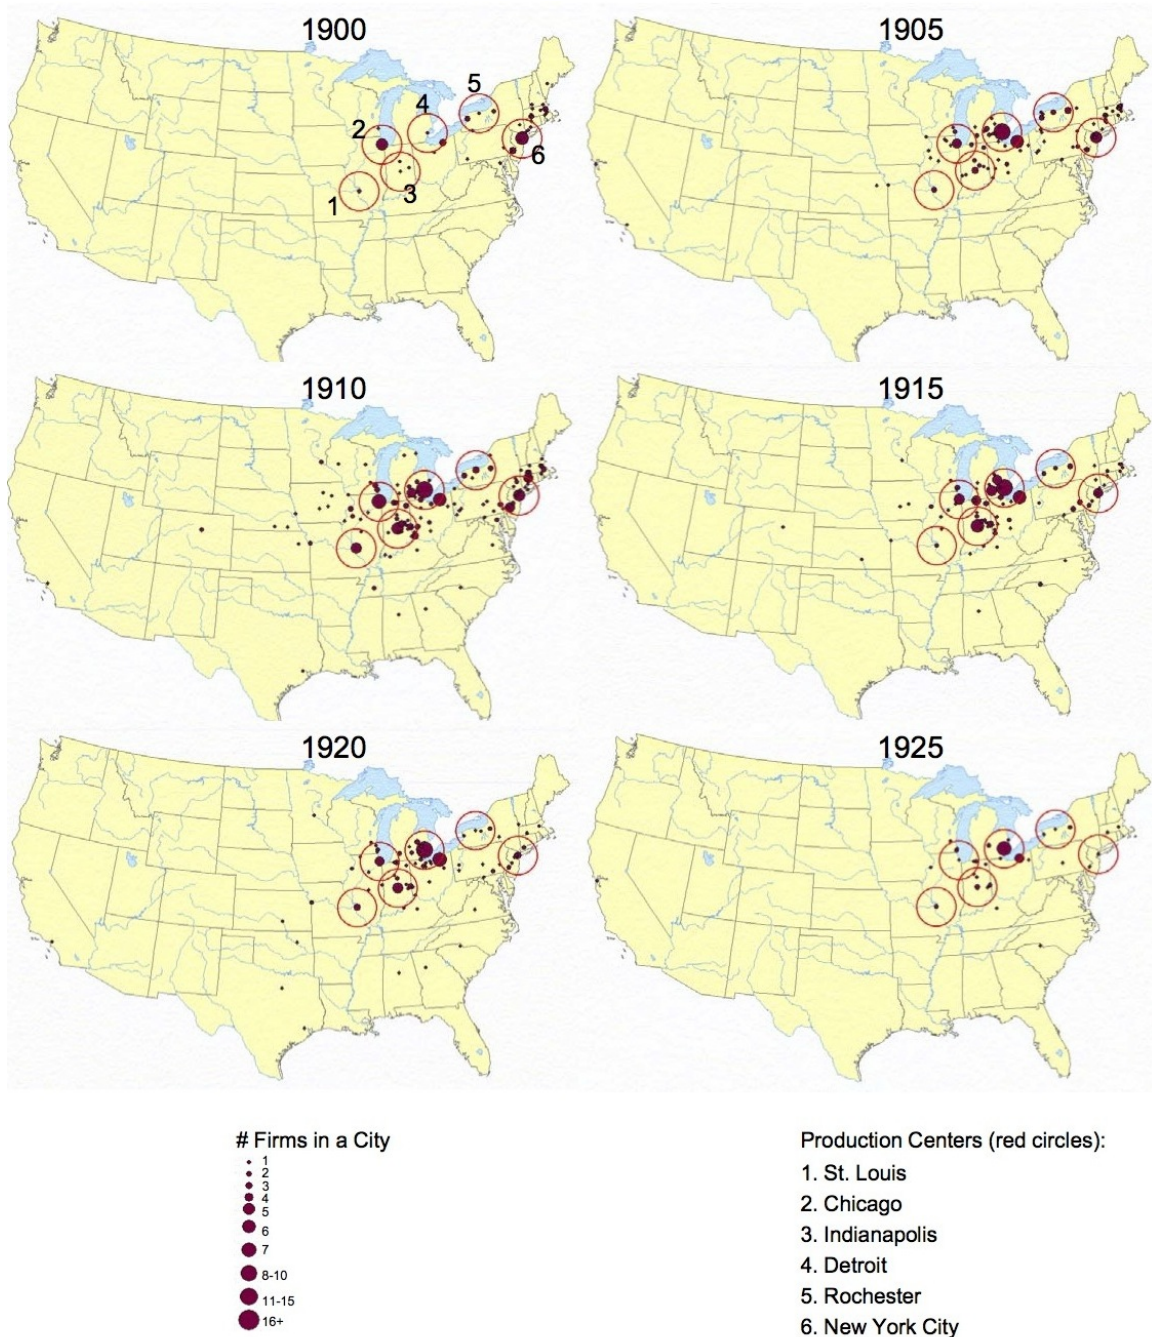 1900
1905
5
4
2
6
3
1
1910
1915
1920
1925
# Firms in a City
1
2
3
4
5
6
7
8-10
11-15
16+
Production Centers (red circles):
1. St. Louis
2. Chicago
3. Indianapolis
4. Detroit
5. Rochester
6. New York City